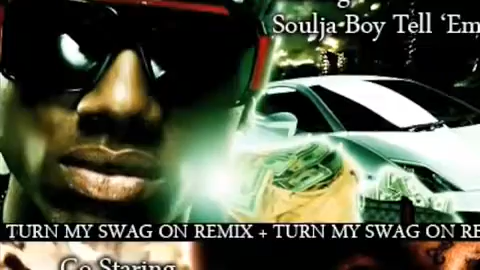 Soulja Boy Tell 'Em
TURN MY SWAG ON REMIX + TURN MY SWAG ON RE
Co Staring